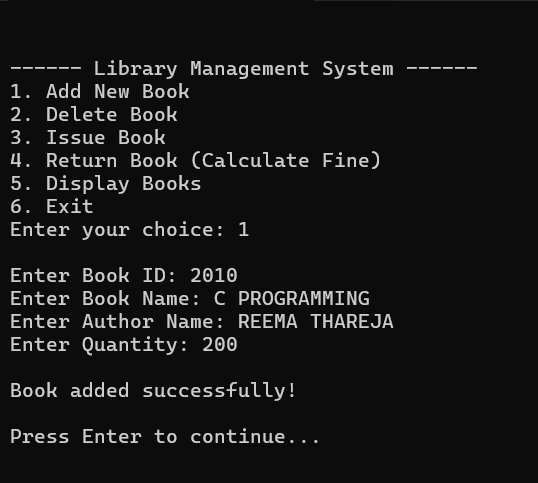 ------ Library Management System ------
1. Add New Book
2. Delete Book
3. Issue Book
4. Return Book (Calculate Fine)
5. Display Books
6. Exit
Enter your choice: 1
Enter Book ID: 2010
Enter Book Name: C PROGRAMMING
Enter Author Name: REEMA THAREJA
Enter Quantity: 200
Book added successfully!
Press Enter to continue...